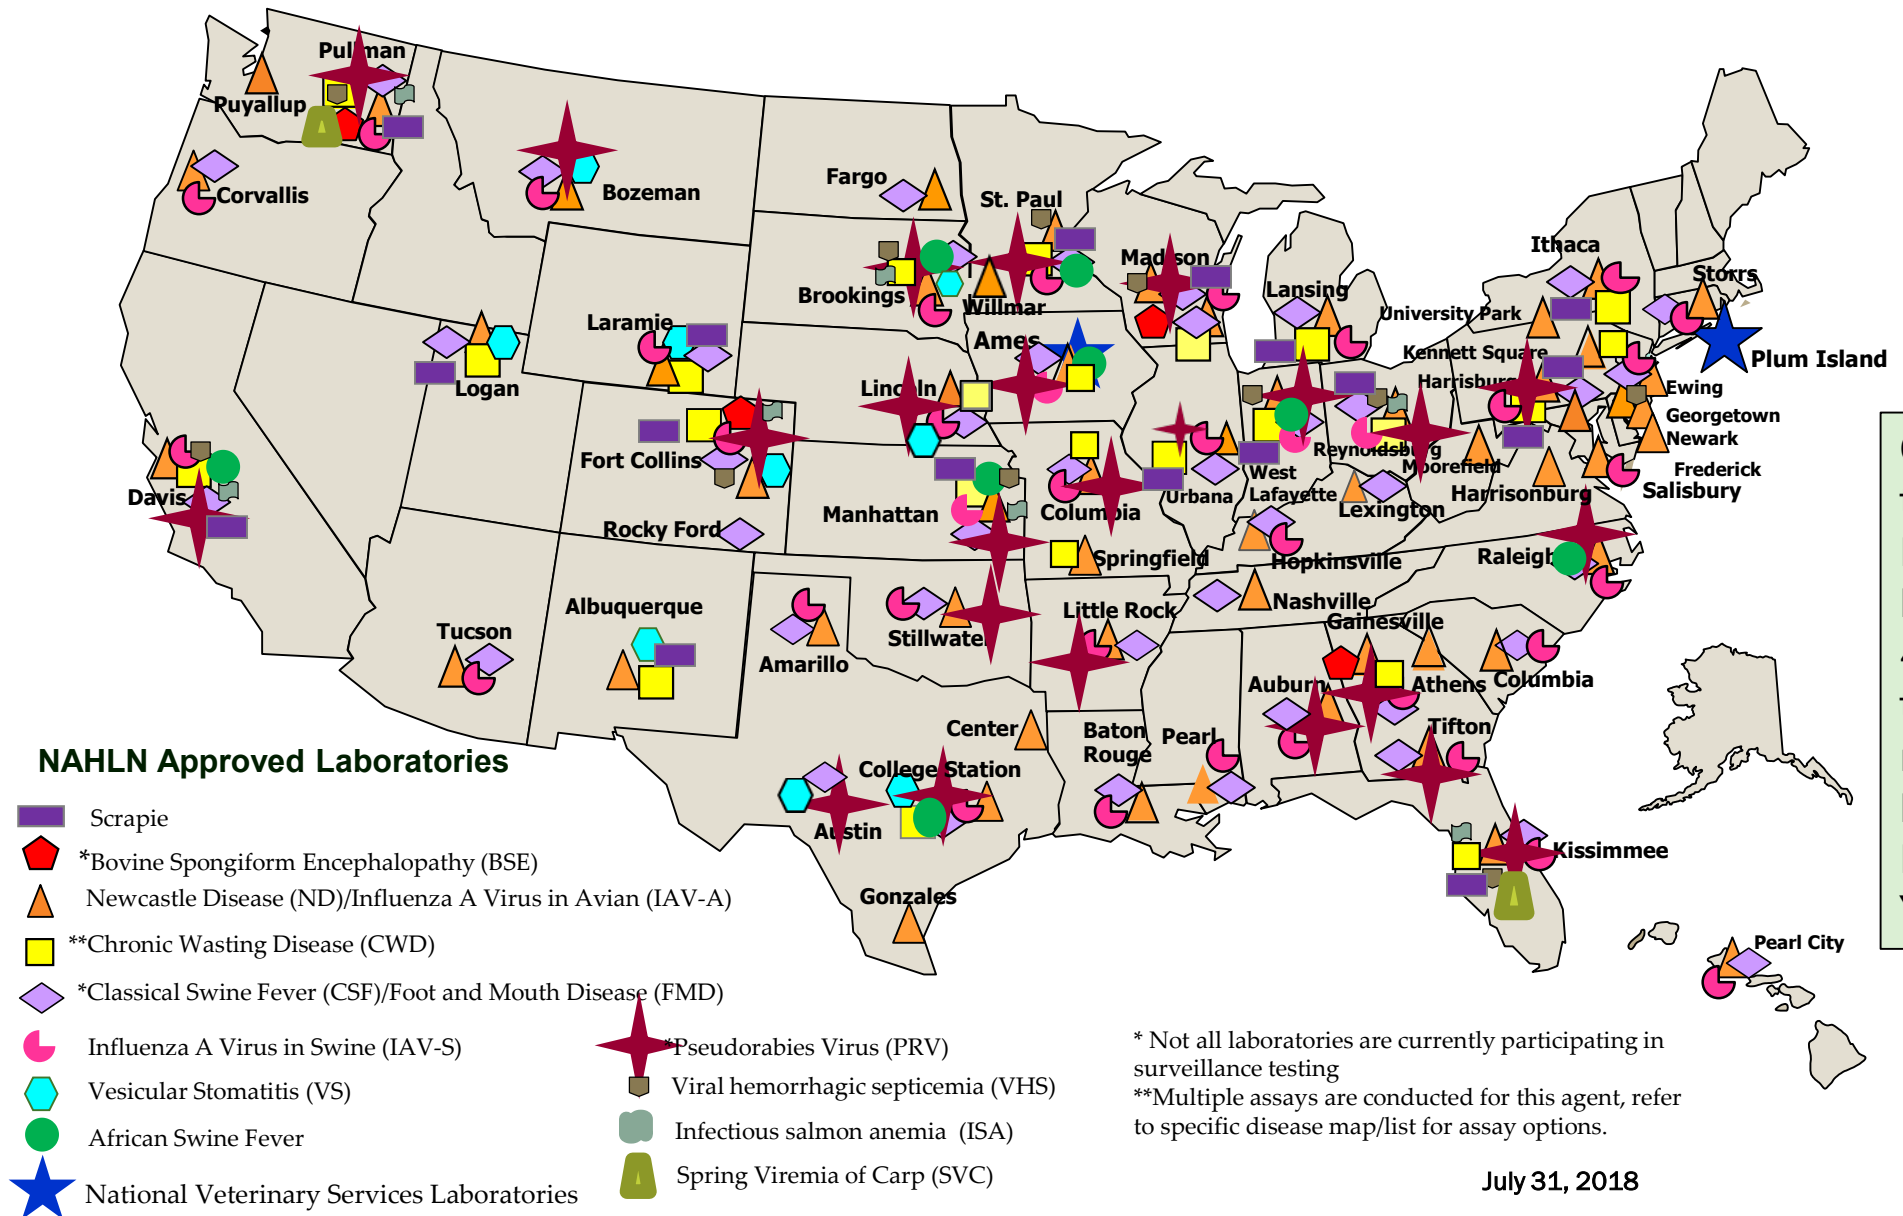 Pullman
Puyallup
Corvallis
Bozeman
Fargo
St. Paul
Brookings
Willmar
Madison
Lansing
Ithaca
Storrs
University Park
Kennett Square
Harrisburg
Plum Island
Ewing
Georgetown
Newark
Frederick
Salisbury
Laramie
Logan
Ames
Lincoln
Fort Collins
Rocky Ford
Davis
Manhattan
Columbia
Urbana
West
Lafayette
Reynoldsburg
Moorefield
Harrisonburg
Lexington
Hopkinsville
Springfield
Raleigh
Nashville
Albuquerque
Tucson
Amarillo
Stillwater
Little Rock
Gainesville
Auburn
Athens
Columbia
Tifton
Center
Baton
Rouge
Pearl
College Station
Austin
Gonzales
Kissimmee
Pearl City
NAHLN Approved Laboratories
Scrapie
*Bovine Spongiform Encephalopathy (BSE)
Newcastle Disease (ND)/Influenza A Virus in Avian (IAV-A)
**Chronic Wasting Disease (CWD)
*Classical Swine Fever (CSF)/Foot and Mouth Disease (FMD)
Influenza A Virus in Swine (IAV-S)
Vesicular Stomatitis (VS)
African Swine Fever
National Veterinary Services Laboratories
*Pseudorabies Virus (PRV)
Viral hemorrhagic septicemia (VHS)
Infectious salmon anemia (ISA)
Spring Viremia of Carp (SVC)
* Not all laboratories are currently participating in
surveillance testing
**Multiple assays are conducted for this agent, refer
to specific disease map/list for assay options.
July 31, 2018